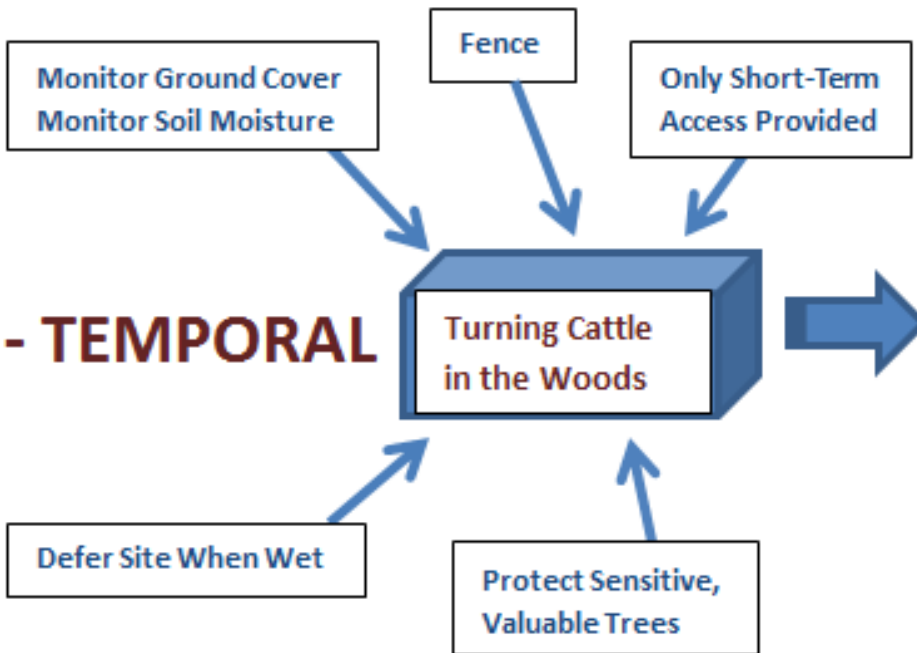 Fence
Monitor Ground Cover
Monitor Soil Moisture
Only Short-Term
Access Provided
- TEMPORAL
Turning Cattle
in the Woods
Defer Site When Wet
Protect Sensitive,
Valuable Trees